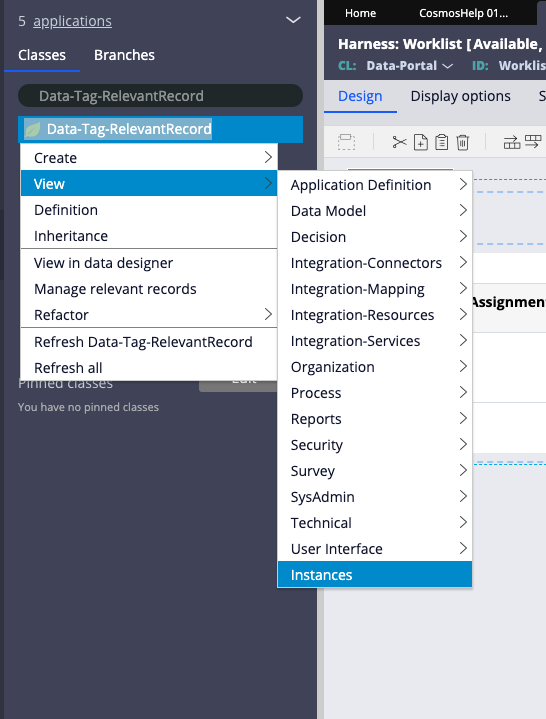 5 applications
Classes Branches
Data-Tag-RelevantRecord
Data-Tag-RelevantRecord
Create
View
Definition
Inheritance
View in data designer
Manage relevant records
Refactor
Refresh Data-Tag-RelevantRecord
Refresh all
Pinned classes
Edit
You have no pinned classes
Application Definition
Data Model
Decision
Integration-Connectors
Integration-Mapping
Integration-Resources
Integration-Services
Organization
Process
Reports
Security
Survey
SysAdmin
Technical
User Interface
Instances
Home CosmosHelp 01...
Harness: Worklist [Available,
CL: Data-Portal ID: Worklis
Design Display options S
Assignmen